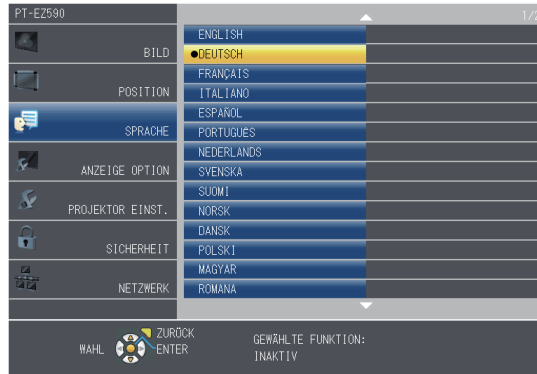 PT-EZ590
1/2
BILD
POSITION
SPRACHE
ANZEIGE OPTION
PROJEKTOR EINST.
SICHERHEIT
NETZWERK
ENGLISH
●DEUTSCH
FRANÇAIS
ITALIANO
ESPAÑOL
PORTUGUÊS
NEDERLANDS
SVENSKA
SUOMI
NORSK
DANSK
POLSKI
MAGYAR
ROMANA
WAHL
ZURÜCK
ENTER
GEWÄHLTE FUNKTION:
INAKTIV